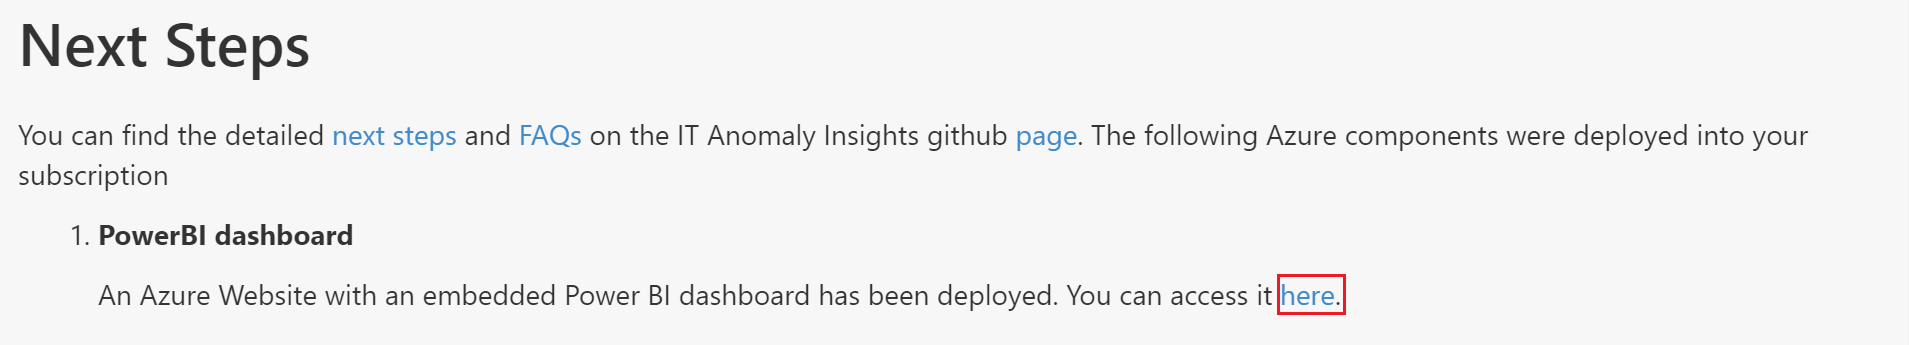 Next Steps
You can find the detailed next steps and FAQs on the IT Anomaly Insights github page. The following Azure components were deployed into your
subscription
1. PowerBI dashboard
An Azure Website with an embedded Power BI dashboard has been deployed. You can access it here.